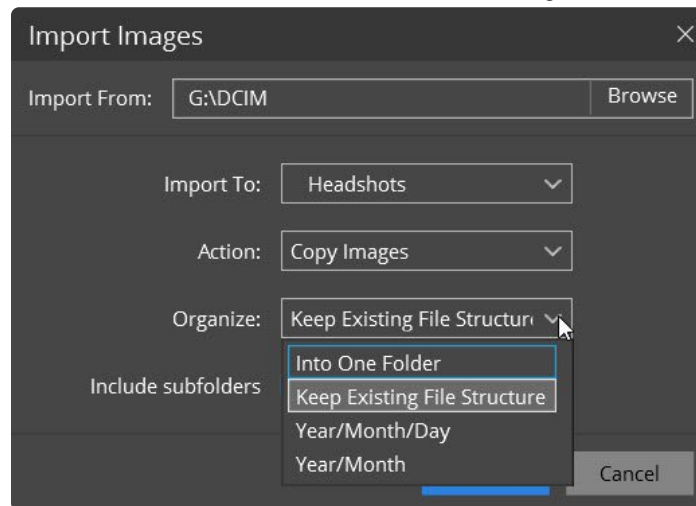 Import Images
Import From: G:\DCIM Browse
Import To: Headshots
Action: Copy Images
Organize: Keep Existing File Structur
Into One Folder
Include subfolders
Keep Existing File Structure
Year/Month/Day
Year/Month
Cancel